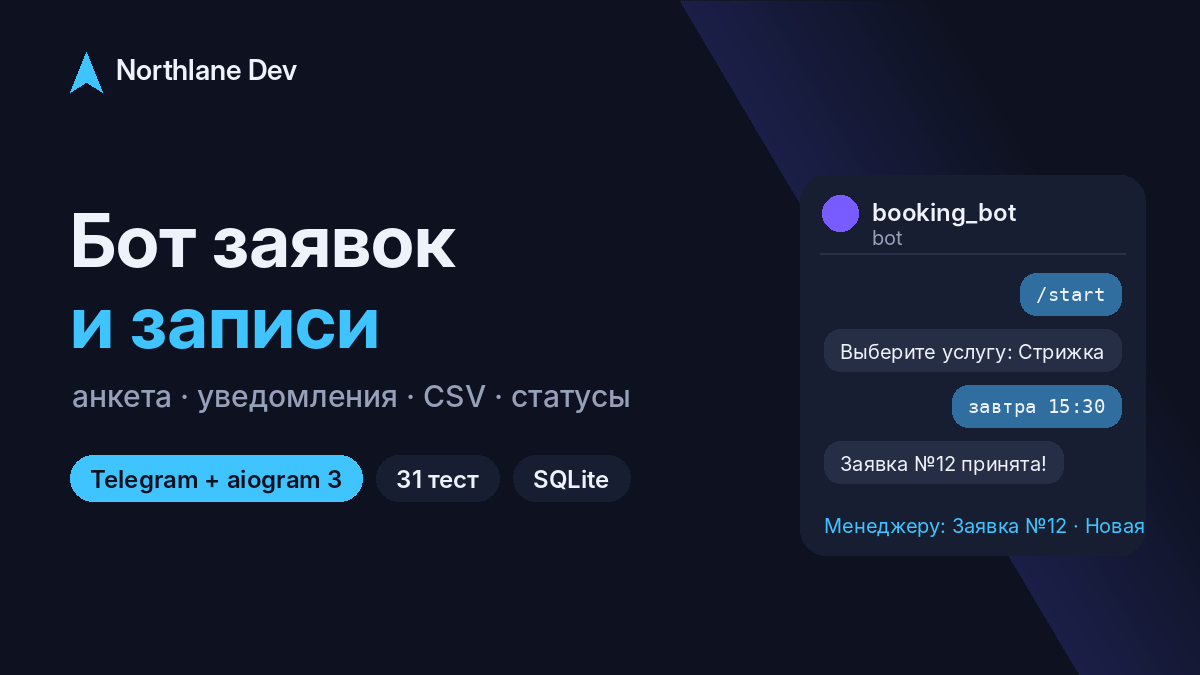 Northlane Dev
Бот заявок
и записи
анкета · уведомления · CSV · статусы
Telegram + aiogram 3
31 тест
SQLite
booking_bot
bot
/start
Выберите услугу: Стрижка
завтра 15:30
Заявка №12 принята!
Менеджеру: Заявка №12 · Новая